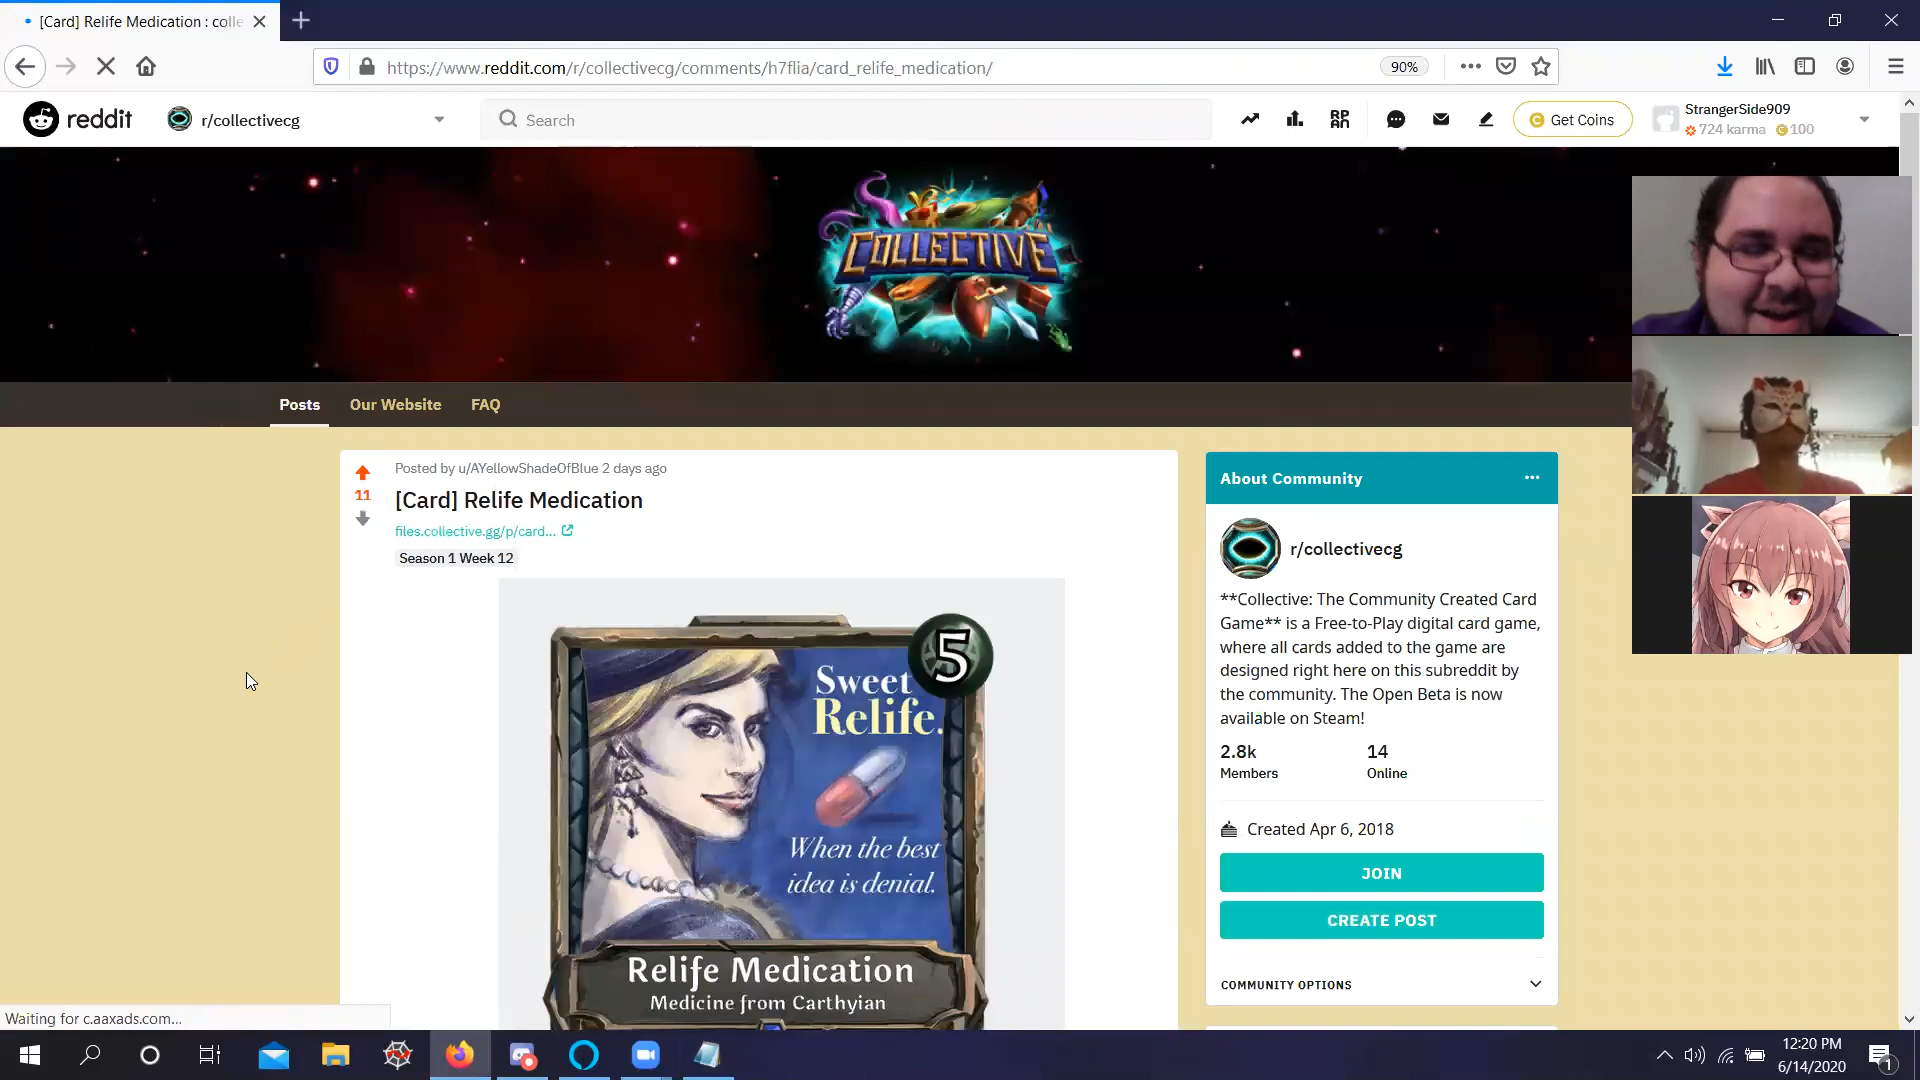 [Card] Relife Medication : colle
https://www.reddit.com/r/collectivecg/comments/h7flia/card_relife_medication/
90%
reddit
r/collectivecg
Search
RPAN
Get Coins
StrangerSide909
724 karma
100
COLLECTIVE
Posts
Our Website
FAQ
Posted by u/AYellowShadeOfBlue 2 days ago
11
[Card] Relife Medication
files.collective.gg/p/card...
Season 1 Week 12
5
Sweet
Relife.
When the best
idea is denial.
Relife Medication
Medicine from Carthyian
About Community
r/collectivecg
**Collective: The Community Created Card
Game** is a Free-to-Play digital card game,
where all cards added to the game are
designed right here on this subreddit by
the community. The Open Beta is now
available on Steam!
2.8k
14
Members
Online
Created Apr 6, 2018
JOIN
CREATE POST
COMMUNITY OPTIONS
Waiting for c.aaxads.com...
12:20 PM
6/14/2020
1